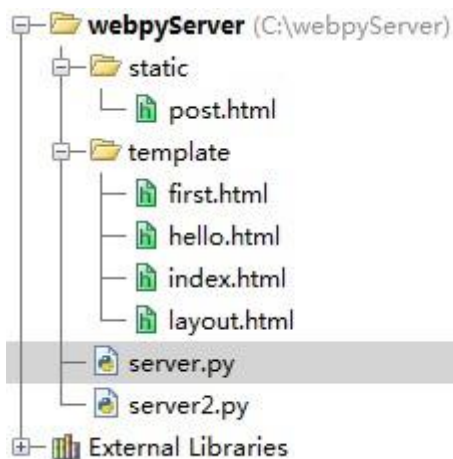 webpyServer (C:\webpyServer)
static
post.html
template
first.html
hello.html
index.html
layout.html
server.py
server2.py
External Libraries